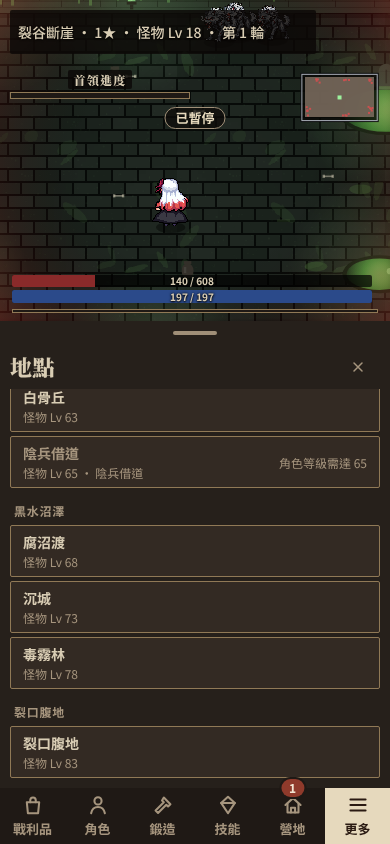 裂谷斷崖 · 1★ · 怪物 Lv 18 · 第 1 輪
首領進度
已暫停
140 / 608
197 / 197
地點
白骨丘
怪物 Lv 63
陰兵借道
怪物 Lv 65 · 陰兵借道
角色等級需達 65
黑水沼澤
腐沼渡
怪物 Lv 68
沉城
怪物 Lv 73
毒霧林
怪物 Lv 78
裂口腹地
裂口腹地
怪物 Lv 83
1
戰利品
角色
鍛造
技能
營地
更多